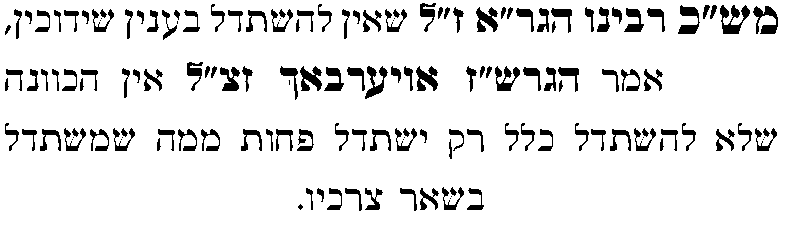 מש"כ רבינו הגר"א ז"ל שאין להשתדל בענין שידוכין,
אמר הגרש"ז אויערבאך זצ"ל אין הכוונה
שלא להשתדל כלל רק ישתדל פחות ממה שמשתדל
בשאר צרכיו.